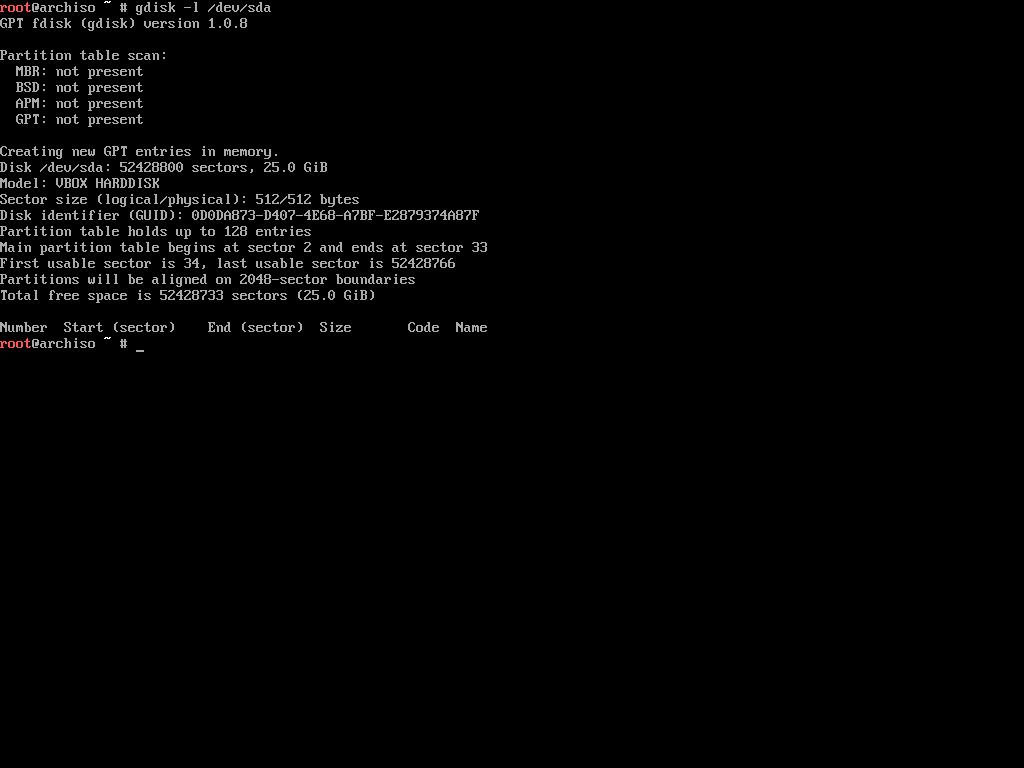 root@archiso ~ # gdisk -l /dev/sda
GPT fdisk (gdisk) version 1.0.8

Partition table scan:
  MBR: not present
  BSD: not present
  APM: not present
  GPT: not present

Creating new GPT entries in memory.
Disk /dev/sda: 52428800 sectors, 25.0 GiB
Model: VBOX HARDDISK
Sector size (logical/physical): 512/512 bytes
Disk identifier (GUID): 0D0DA873-D407-4E68-A7BF-E2879374A87F
Partition table holds up to 128 entries
Main partition table begins at sector 2 and ends at sector 33
First usable sector is 34, last usable sector is 52428766
Partitions will be aligned on 2048-sector boundaries
Total free space is 52428733 sectors (25.0 GiB)

Number  Start (sector)    End (sector)  Size       Code  Name
root@archiso ~ # _